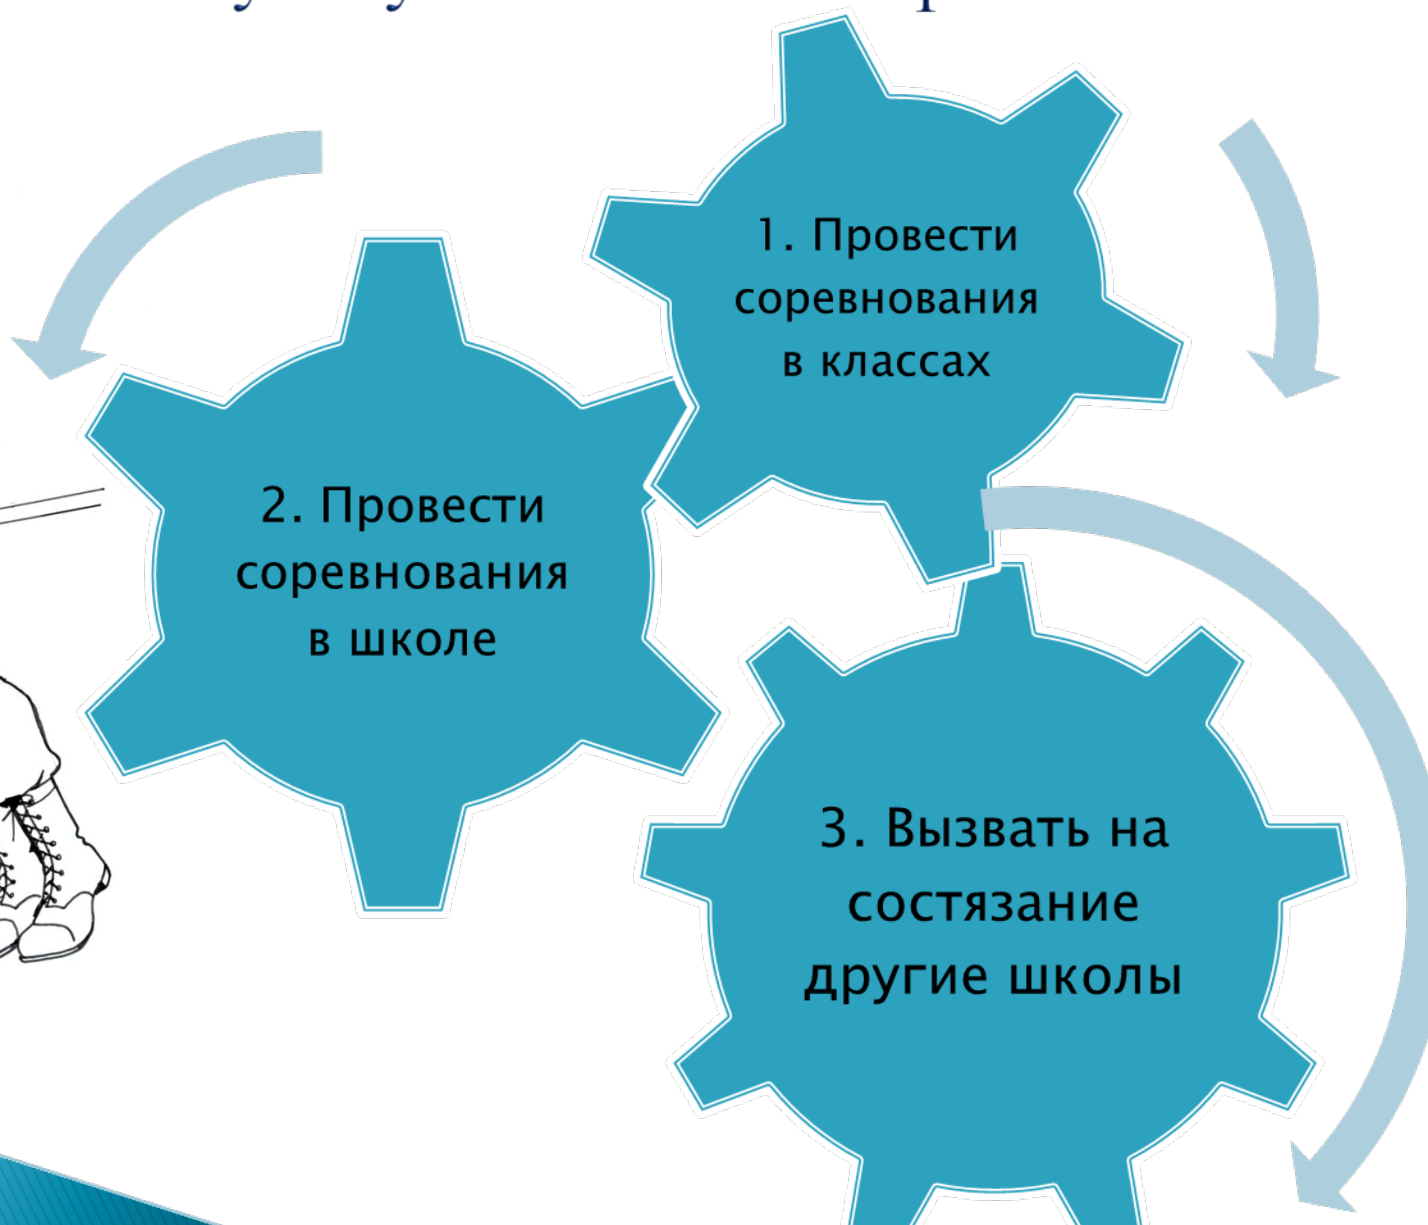 1. Провести
соревнования
в классах
2. Провести
соревнования
в школе
3. Вызвать на
состязание
другие школы